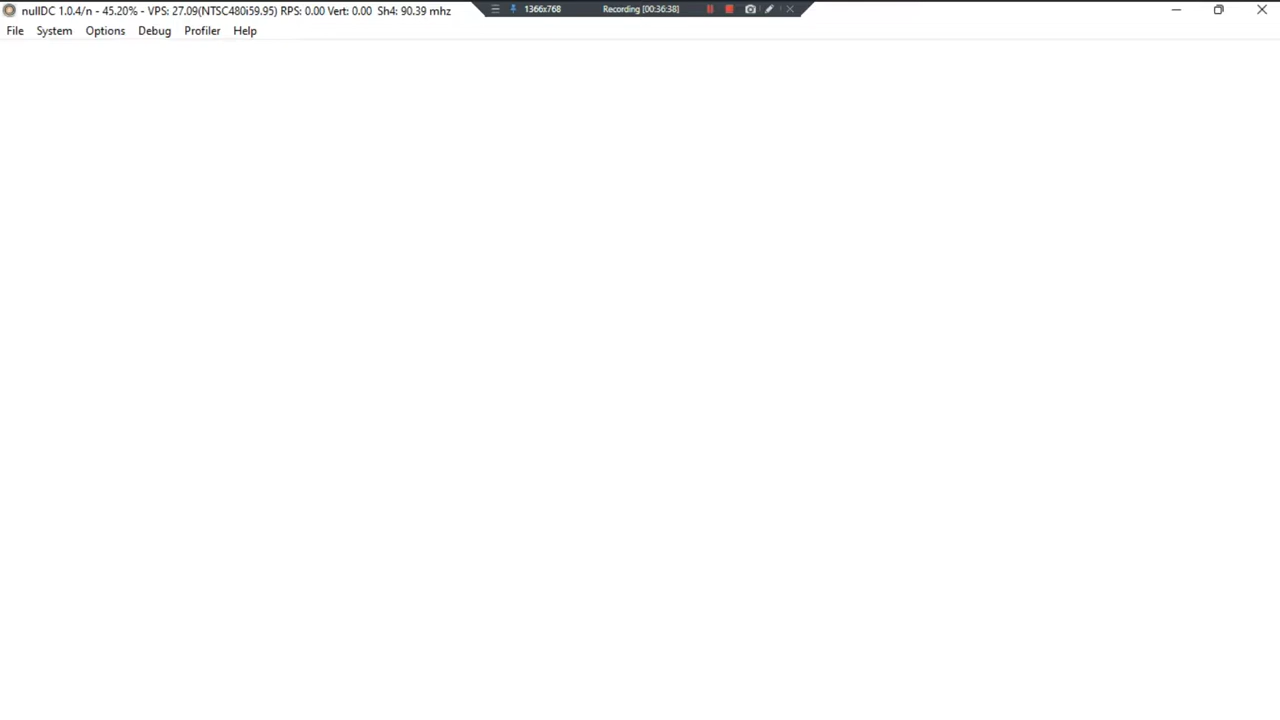 nullDC 1.0.4/n - 45.20% - VPS: 27.09(NTSC480i59.95) RPS: 0.00 Vert: 0.00 Sh4: 90.39 mhz
1366x768 Recording [00:36:38]
File System Options Debug Profiler Help